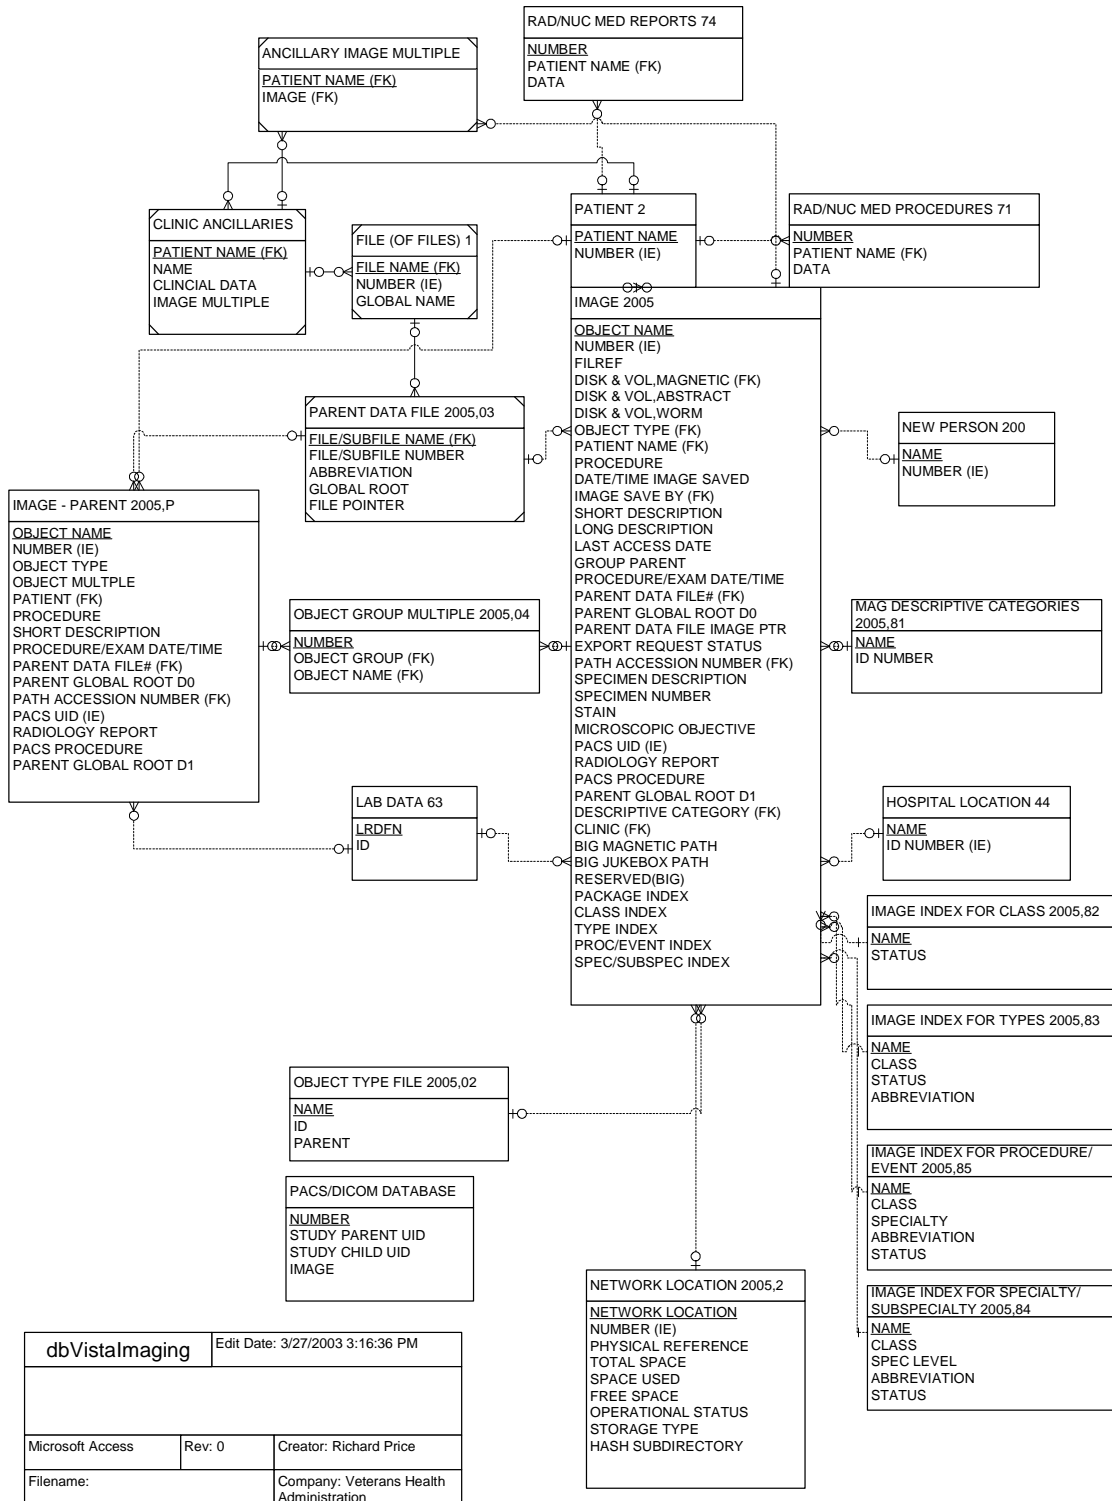 RAD/NUC MED REPORTS 74
NUMBER
PATIENT NAME (FK)
DATA
ANCILLARY IMAGE MULTIPLE
PATIENT NAME (FK)
IMAGE (FK)
CLINIC ANCILLARIES
PATIENT NAME (FK)
NAME
CLINCIAL DATA
IMAGE MULTIPLE
FILE (OF FILES) 1
FILE NAME (FK)
NUMBER (IE)
GLOBAL NAME
PATIENT 2
PATIENT NAME
NUMBER (IE)
RAD/NUC MED PROCEDURES 71
NUMBER
PATIENT NAME (FK)
DATA
IMAGE 2005
OBJECT NAME
NUMBER (IE)
FILREF
DISK & VOL,MAGNETIC (FK)
DISK & VOL,ABSTRACT
DISK & VOL,WORM
OBJECT TYPE (FK)
PATIENT NAME (FK)
PROCEDURE
DATE/TIME IMAGE SAVED
IMAGE SAVE BY (FK)
SHORT DESCRIPTION
LONG DESCRIPTION
LAST ACCESS DATE
GROUP PARENT
PROCEDURE/EXAM DATE/TIME
PARENT DATA FILE# (FK)
PARENT GLOBAL ROOT D0
PARENT DATA FILE IMAGE PTR
EXPORT REQUEST STATUS
PATH ACCESSION NUMBER (FK)
SPECIMEN DESCRIPTION
SPECIMEN NUMBER
STAIN
MICROSCOPIC OBJECTIVE
PACS UID (IE)
RADIOLOGY REPORT
PACS PROCEDURE
PARENT GLOBAL ROOT D1
DESCRIPTIVE CATEGORY (FK)
CLINIC (FK)
BIG MAGNETIC PATH
BIG JUKEBOX PATH
RESERVED(BIG)
PACKAGE INDEX
CLASS INDEX
TYPE INDEX
PROC/EVENT INDEX
SPEC/SUBSPEC INDEX
PARENT DATA FILE 2005,03
FILE/SUBFILE NAME (FK)
FILE/SUBFILE NUMBER
ABBREVIATION
GLOBAL ROOT
FILE POINTER
NEW PERSON 200
NAME
NUMBER (IE)
IMAGE - PARENT 2005,P
OBJECT NAME
NUMBER (IE)
OBJECT TYPE
OBJECT MULTPLE
PATIENT (FK)
PROCEDURE
SHORT DESCRIPTION
PROCEDURE/EXAM DATE/TIME
PARENT DATA FILE# (FK)
PARENT GLOBAL ROOT D0
PATH ACCESSION NUMBER (FK)
PACS UID (IE)
RADIOLOGY REPORT
PACS PROCEDURE
PARENT GLOBAL ROOT D1
OBJECT GROUP MULTIPLE 2005,04
NUMBER
OBJECT GROUP (FK)
OBJECT NAME (FK)
MAG DESCRIPTIVE CATEGORIES
2005,81
NAME
ID NUMBER
LAB DATA 63
LRDFN
ID
HOSPITAL LOCATION 44
NAME
ID NUMBER (IE)
IMAGE INDEX FOR CLASS 2005,82
NAME
STATUS
IMAGE INDEX FOR TYPES 2005,83
NAME
CLASS
STATUS
ABBREVIATION
OBJECT TYPE FILE 2005,02
NAME
ID
PARENT
IMAGE INDEX FOR PROCEDURE/
EVENT 2005,85
NAME
CLASS
SPECIALTY
ABBREVIATION
STATUS
PACS/DICOM DATABASE
NUMBER
STUDY PARENT UID
STUDY CHILD UID
IMAGE
NETWORK LOCATION 2005,2
NETWORK LOCATION
NUMBER (IE)
PHYSICAL REFERENCE
TOTAL SPACE
SPACE USED
FREE SPACE
OPERATIONAL STATUS
STORAGE TYPE
HASH SUBDIRECTORY
IMAGE INDEX FOR SPECIALTY/
SUBSPECIALTY 2005,84
NAME
CLASS
SPEC LEVEL
ABBREVIATION
STATUS
dbVistaImaging
Edit Date: 3/27/2003 3:16:36 PM
Microsoft Access
Rev: 0
Creator: Richard Price
Filename:
Company: Veterans Health
Administration